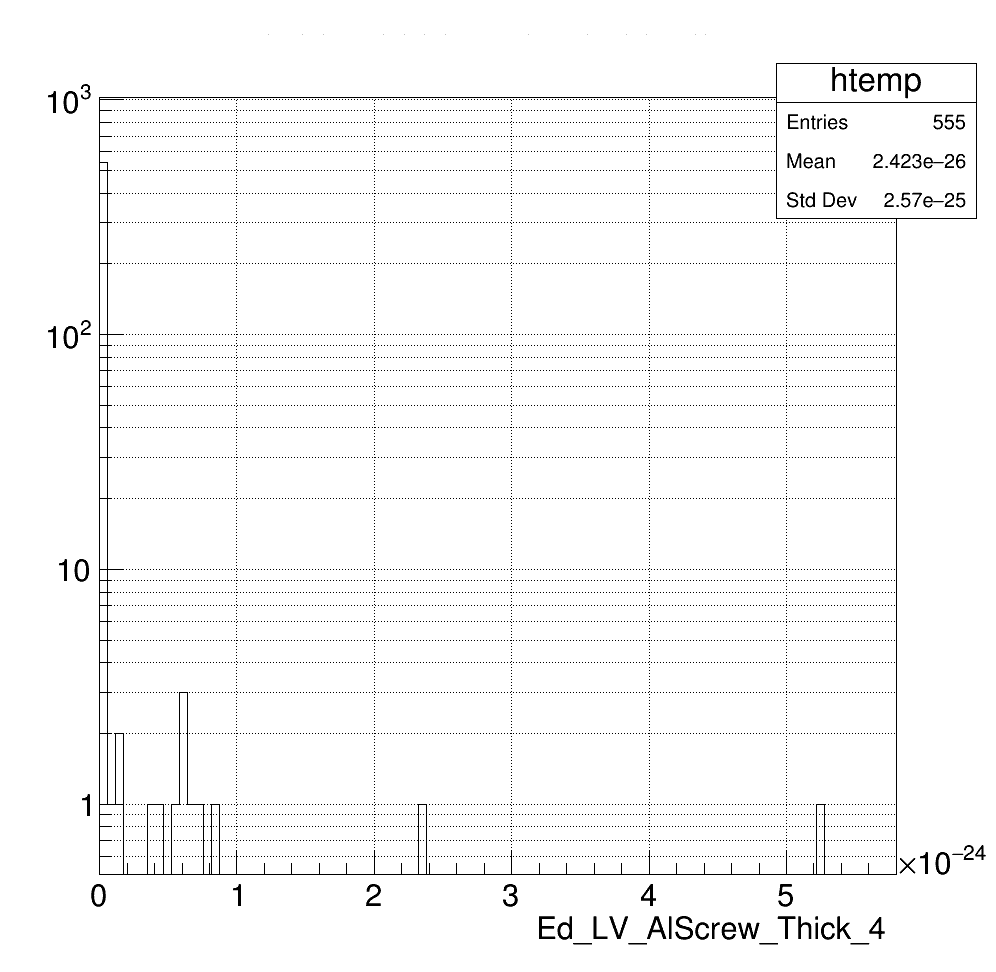 htemp
Entries 555
Mean 2.423e−26
Std Dev 2.57e−25
10³
10²
10
1
0 1 2 3 4 5
×10⁻²⁴
Ed_LV_AlScrew_Thick_4